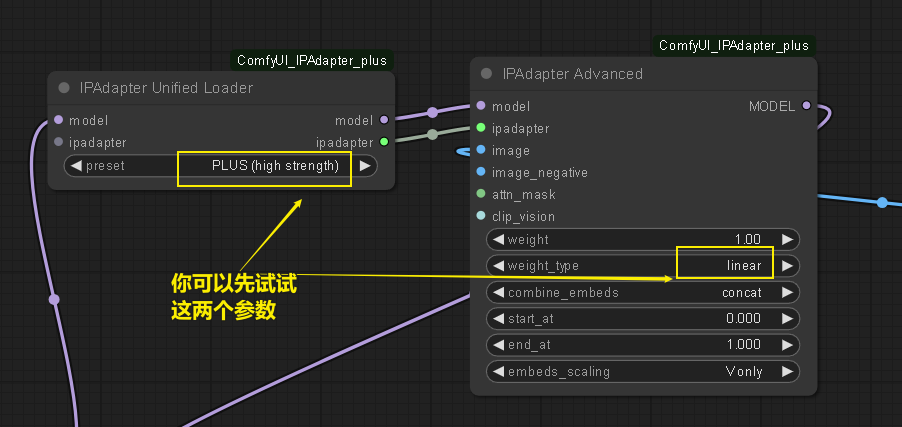 ComfyUI_IPAdapter_plus
IPAdapter Unified Loader
model model
ipadapter ipadapter
preset PLUS (high strength)
ComfyUI_IPAdapter_plus
IPAdapter Advanced
model MODEL
ipadapter
image
image_negative
attn_mask
clip_vision
weight 1.00
weight_type linear
combine_embeds concat
start_at 0.000
end_at 1.000
embeds_scaling V only
你可以先试试
这两个参数